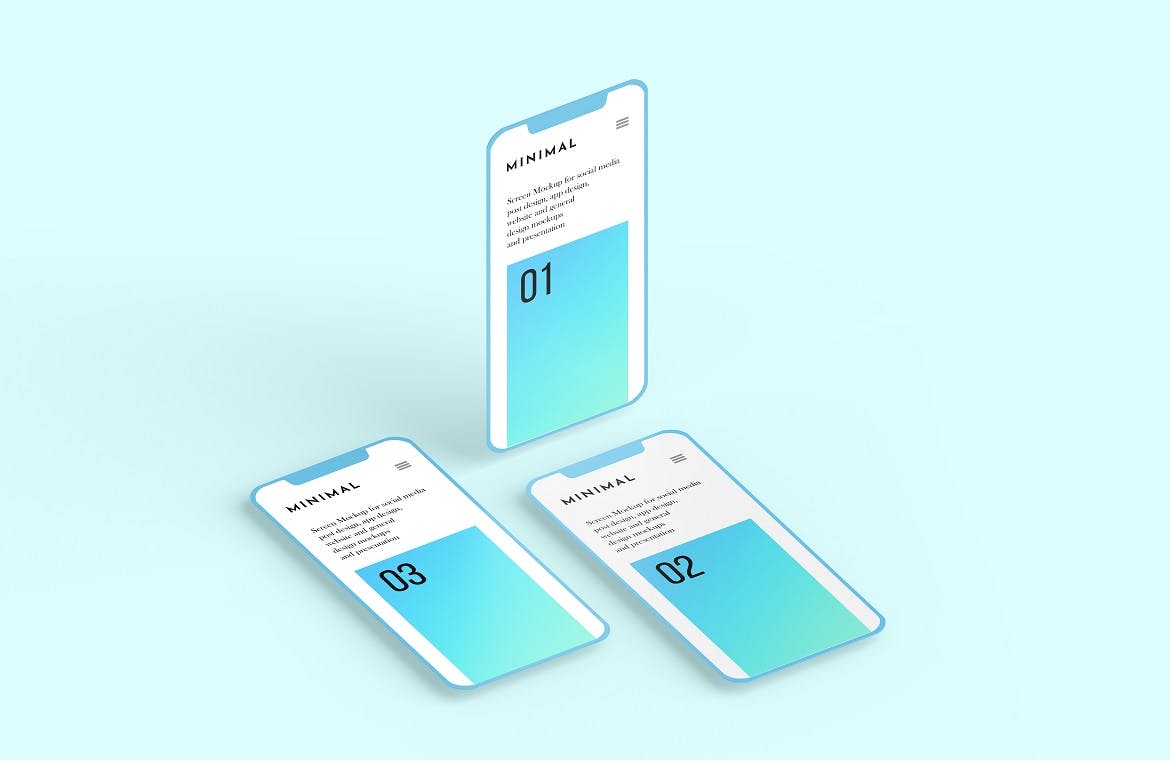 MINIMAL
Screen Mockup for social media
post design, app design,
website and general
design mockups
and presentation
01
MINIMAL
Screen Mockup for social media
post design, app design,
website and general
design mockups
and presentation
03
MINIMAL
Screen Mockup for social media
post design, app design,
website and general
design mockups
and presentation
02